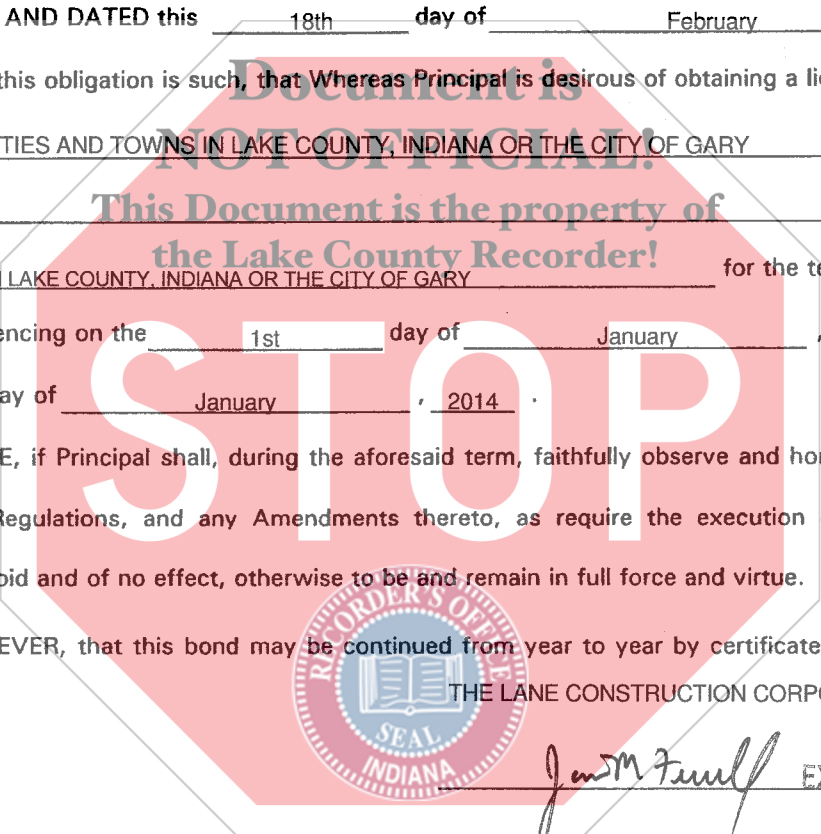 AND DATED this 18th day of February
Document is
this obligation is such, that Whereas Principal is desirous of obtaining a lic
TIES AND TOWNS IN LAKE COUNTY, INDIANA OR THE CITY OF GARY
NOT OFFICIAL!
This Document is the property of
the Lake County Recorder!
LAKE COUNTY, INDIANA OR THE CITY OF GARY for the te
encing on the 1st day of January ,
ay of January , 2014 .
STOP
E, if Principal shall, during the aforesaid term, faithfully observe and hon
Regulations, and any Amendments thereto, as require the execution
oid and of no effect, otherwise to be and remain in full force and virtue.
EVER, that this bond may be continued from year to year by certificate
RECORDER'S OFFICE
SEAL
INDIANA
THE LANE CONSTRUCTION CORPO
EX